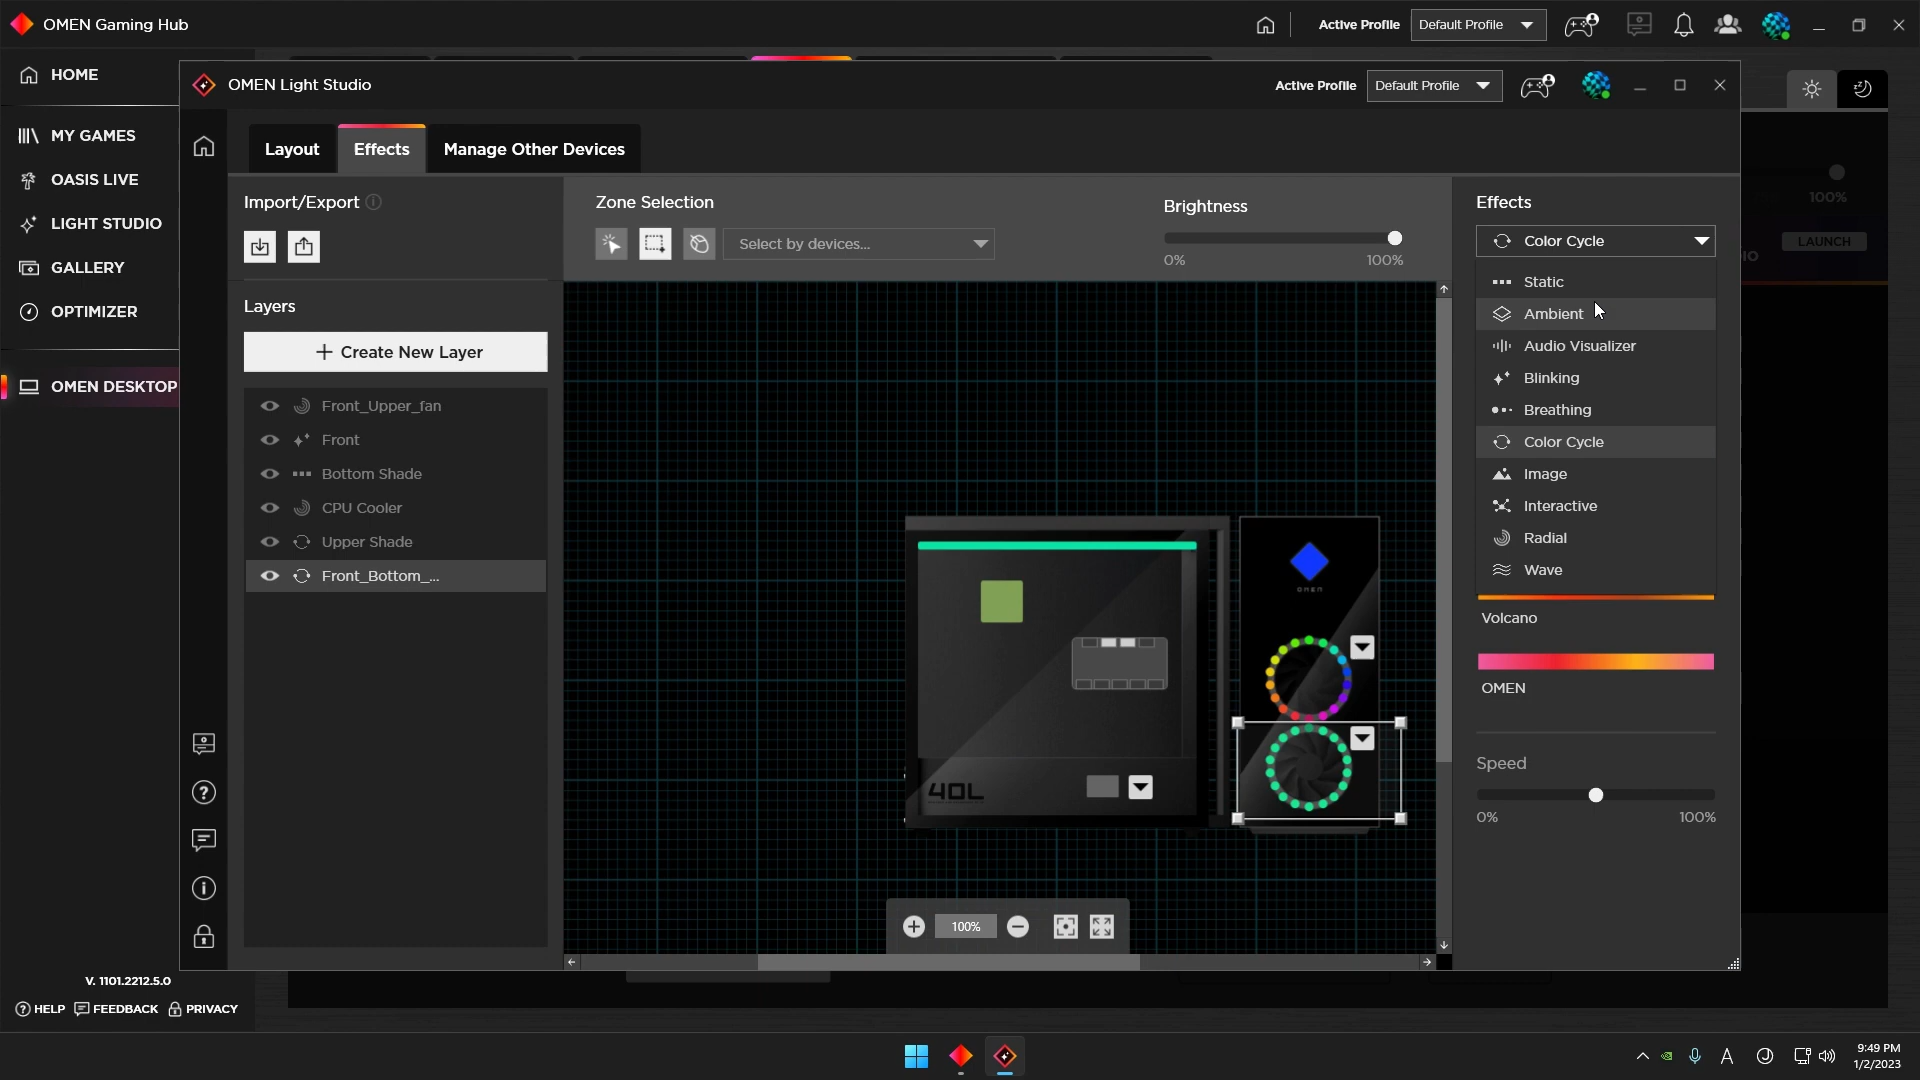 OMEN Gaming Hub
Active Profile
Default Profile
HOME
MY GAMES
OASIS LIVE
LIGHT STUDIO
GALLERY
OPTIMIZER
OMEN DESKTOP
V. 1101.2212.5.0
HELP
FEEDBACK
PRIVACY
OMEN Light Studio
Active Profile
Default Profile
Layout
Effects
Manage Other Devices
Import/Export
Layers
Create New Layer
Front_Upper_fan
Front
Bottom Shade
CPU Cooler
Upper Shade
Front_Bottom_...
Zone Selection
Select by devices...
Brightness
0%
100%
OMEN
40L
100%
Effects
Color Cycle
Static
Ambient
Audio Visualizer
Blinking
Breathing
Color Cycle
Image
Interactive
Radial
Wave
Volcano
OMEN
Speed
0%
100%
100%
LAUNCH
9:49 PM
1/2/2023